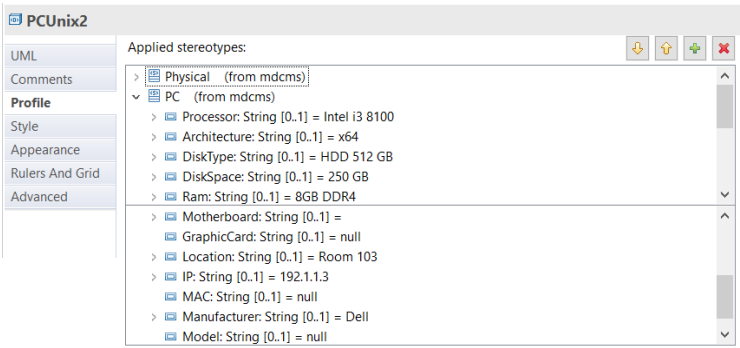 PCUnix2
Applied stereotypes:
UML
Comments
Profile
Style
Appearance
Rulers And Grid
Advanced
Physical (from mdcms)
PC (from mdcms)
Processor: String [0..1] = Intel i3 8100
Architecture: String [0..1] = x64
DiskType: String [0..1] = HDD 512 GB
DiskSpace: String [0..1] = 250 GB
Ram: String [0..1] = 8GB DDR4
Motherboard: String [0..1] =
GraphicCard: String [0..1] = null
Location: String [0..1] = Room 103
IP: String [0..1] = 192.1.1.3
MAC: String [0..1] = null
Manufacturer: String [0..1] = Dell
Model: String [0..1] = null